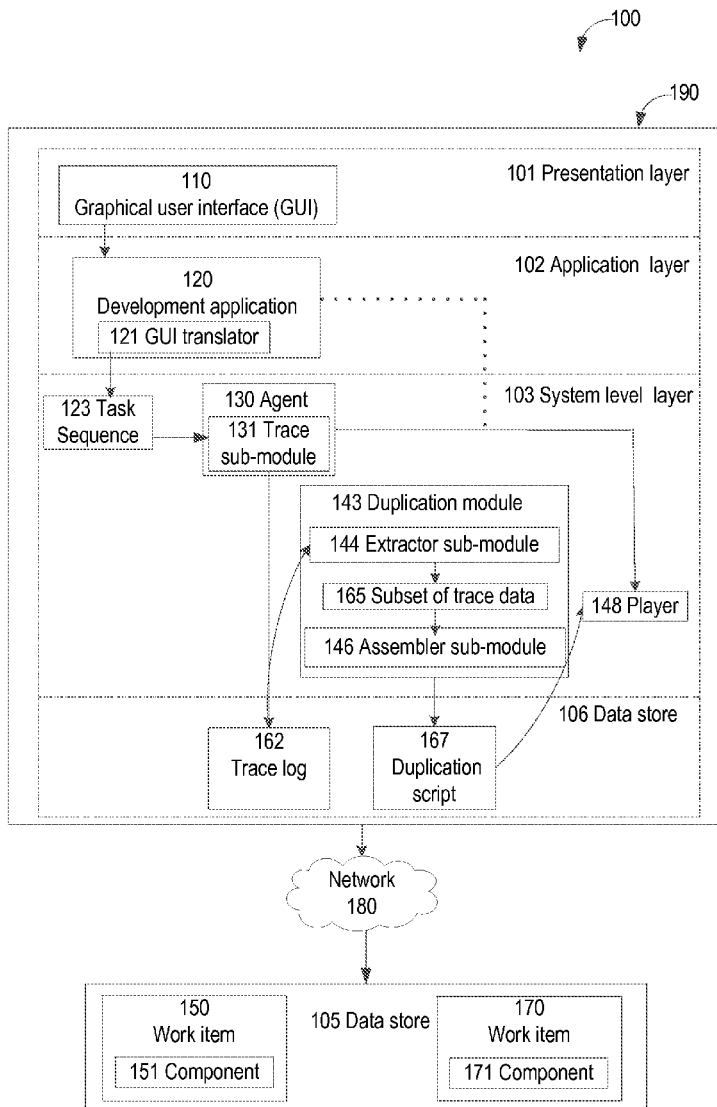 100
190
101 Presentation layer
110
Graphical user interface (GUI)
102 Application layer
120
Development application
121 GUI translator
103 System level layer
123 Task
Sequence
130 Agent
131 Trace
sub-module
143 Duplication module
144 Extractor sub-module
165 Subset of trace data
146 Assembler sub-module
148 Player
106 Data store
162
Trace log
167
Duplication
script
Network
180
105 Data store
150
Work item
151 Component
170
Work item
171 Component